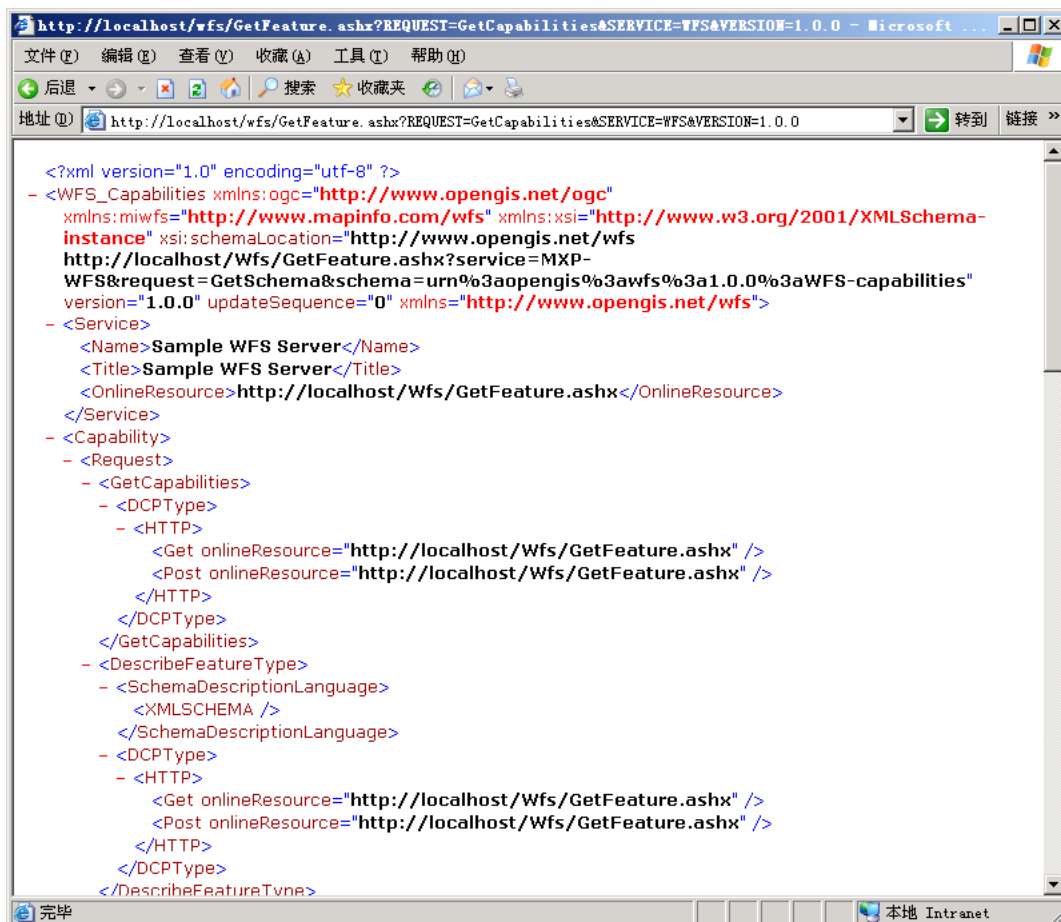 http://localhost/wfs/GetFeature.ashx?REQUEST=GetCapabilities&SERVICE=WFS&VERSION=1.0.0 - Microsoft ...
文件(F) 编辑(E) 查看(V) 收藏(A) 工具(T) 帮助(H)
后退 搜索 收藏夹
地址(D) http://localhost/wfs/GetFeature.ashx?REQUEST=GetCapabilities&SERVICE=WFS&VERSION=1.0.0 转到 链接 »
<?xml version="1.0" encoding="utf-8" ?>
- <WFS_Capabilities xmlns:ogc="http://www.opengis.net/ogc"
xmlns:miwfs="http://www.mapinfo.com/wfs" xmlns:xsi="http://www.w3.org/2001/XMLSchema-
instance" xsi:schemaLocation="http://www.opengis.net/wfs
http://localhost/Wfs/GetFeature.ashx?service=MXP-
WFS&request=GetSchema&schema=urn%3aopengis%3awfs%3a1.0.0%3aWFS-capabilities"
version="1.0.0" updateSequence="0" xmlns="http://www.opengis.net/wfs">
- <Service>
<Name>Sample WFS Server</Name>
<Title>Sample WFS Server</Title>
<OnlineResource>http://localhost/Wfs/GetFeature.ashx</OnlineResource>
</Service>
- <Capability>
- <Request>
- <GetCapabilities>
- <DCPType>
- <HTTP>
<Get onlineResource="http://localhost/Wfs/GetFeature.ashx" />
<Post onlineResource="http://localhost/Wfs/GetFeature.ashx" />
</HTTP>
</DCPType>
</GetCapabilities>
- <DescribeFeatureType>
- <SchemaDescriptionLanguage>
<XMLSCHEMA />
</SchemaDescriptionLanguage>
- <DCPType>
- <HTTP>
<Get onlineResource="http://localhost/Wfs/GetFeature.ashx" />
<Post onlineResource="http://localhost/Wfs/GetFeature.ashx" />
</HTTP>
</DCPType>
</DescribeFeatureType>
完毕 本地 Intranet